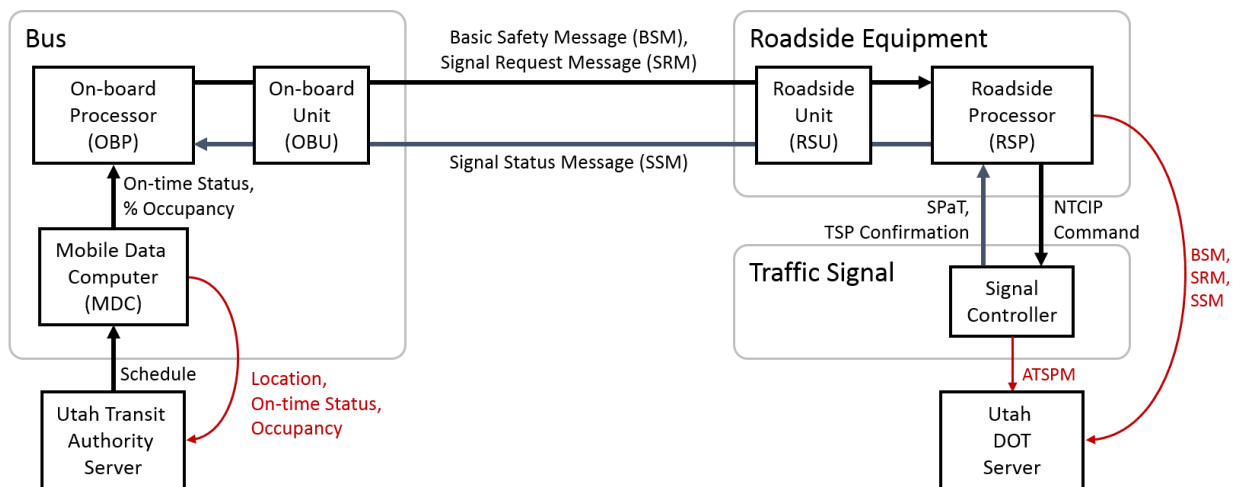 Bus
On-board
Processor
(OBP)
On-board
Unit
(OBU)
Basic Safety Message (BSM),
Signal Request Message (SRM)
Signal Status Message (SSM)
Roadside Equipment
Roadside
Unit
(RSU)
Roadside
Processor
(RSP)
On-time Status,
% Occupancy
Mobile Data
Computer
(MDC)
Schedule
Utah Transit
Authority
Server
Location,
On-time Status,
Occupancy
SPaT,
TSP Confirmation
NTCIP
Command
Traffic Signal
Signal
Controller
BSM,
SRM,
SSM
ATSPM
Utah
DOT
Server